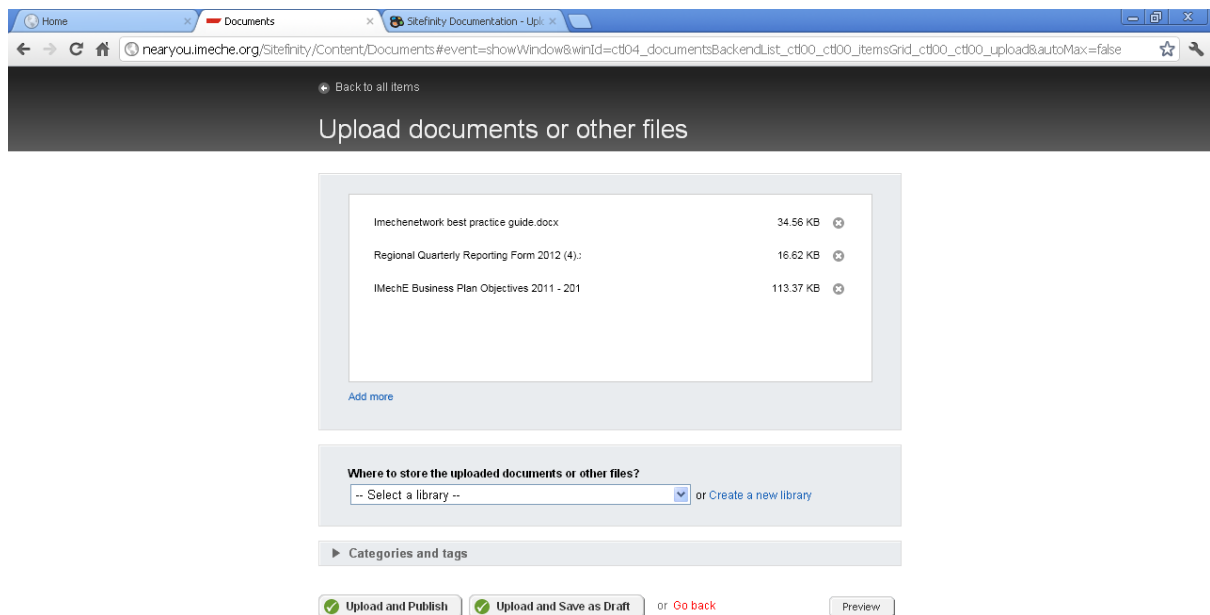 Home
Documents
Sitefinity Documentation - Upl
nearyou.imeche.org/Sitefinity/Content/Documents#event=showWindow&winId=ctl04_documentsBackendList_ctl00_ctl00_itemsGrid_ctl00_ctl00_upload&autoMax=false
Back to all items
Upload documents or other files
Imechenetwork best practice guide.docx 34.56 KB
Regional Quarterly Reporting Form 2012 (4).: 16.62 KB
IMechE Business Plan Objectives 2011 - 201 113.37 KB
Add more
Where to store the uploaded documents or other files?
-- Select a library -- or Create a new library
Categories and tags
Upload and Publish Upload and Save as Draft or Go back Preview